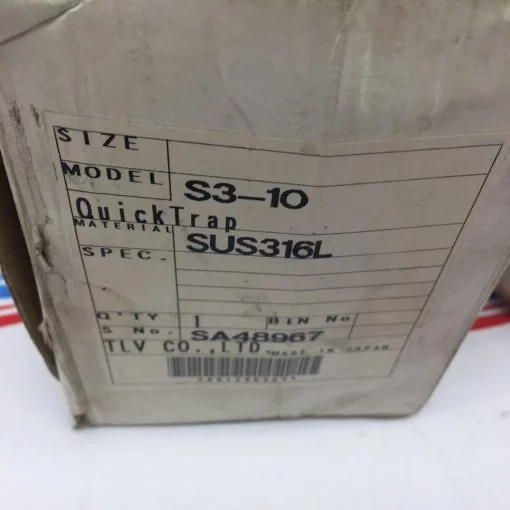 SIZE
MODEL S3-10
QuickTrap
MATERIAL SUS316L
SPEC.
Q'TY 1 BIN No
S No. SA48967
TLV CO.,LTD. MADE IN JAPAN